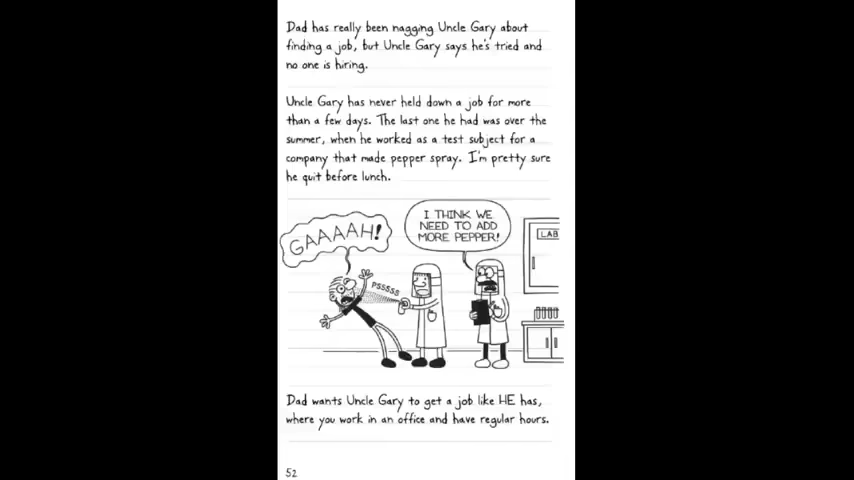 Dad has really been nagging Uncle Gary about
finding a job, but Uncle Gary says he's tried and
no one is hiring.
Uncle Gary has never held down a job for more
than a few days. The last one he had was over the
summer, when he worked as a test subject for a
company that made pepper spray. I'm pretty sure
he quit before lunch.
GAAAAH!
PSSSSS
I THINK WE
NEED TO ADD
MORE PEPPER!
LAB
Dad wants Uncle Gary to get a job like HE has,
where you work in an office and have regular hours.
52